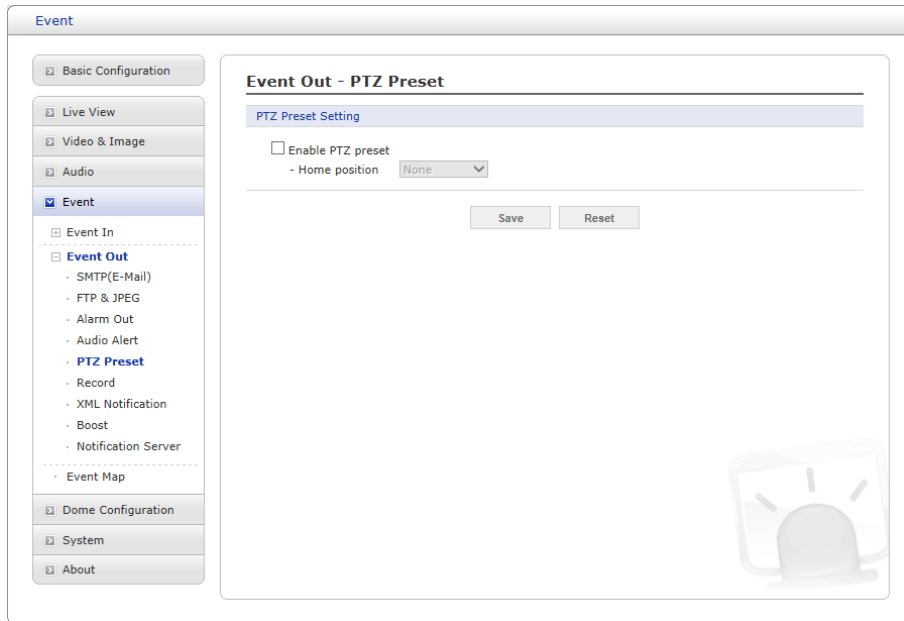 Event
Basic Configuration
Live View
Video & Image
Audio
Event
Event In
Event Out
· SMTP(E-Mail)
· FTP & JPEG
· Alarm Out
· Audio Alert
· PTZ Preset
· Record
· XML Notification
· Boost
· Notification Server
· Event Map
Dome Configuration
System
About
Event Out - PTZ Preset
PTZ Preset Setting
Enable PTZ preset
- Home position None
Save Reset